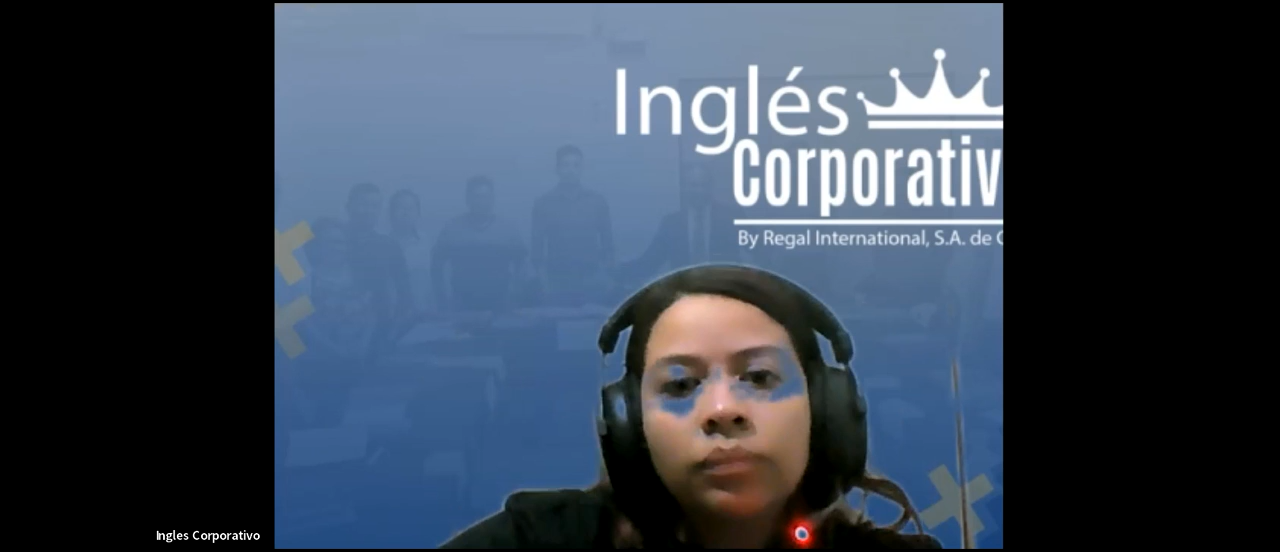 Inglés
Corporativ
By Regal International, S.A. de C
Ingles Corporativo